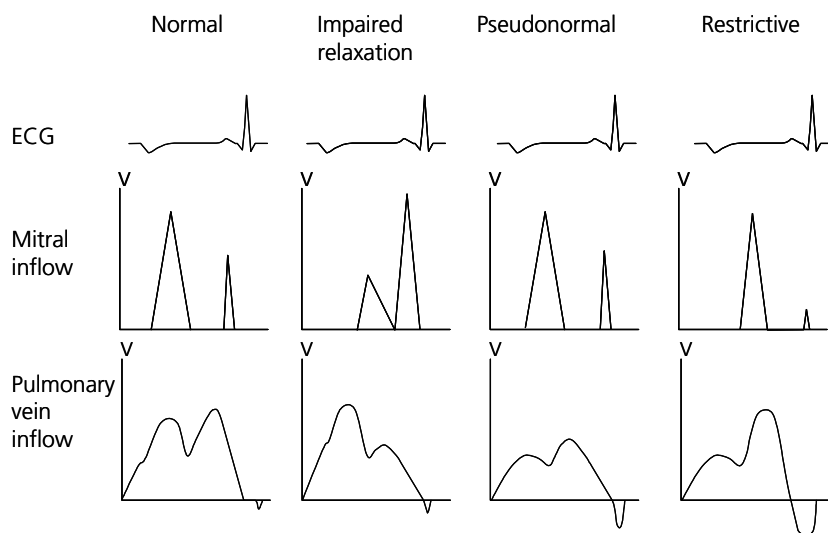 Normal
Impaired
relaxation
Pseudonormal
Restrictive
ECG
V
V
V
V
Mitral
inflow
V
V
V
V
Pulmonary
vein
inflow